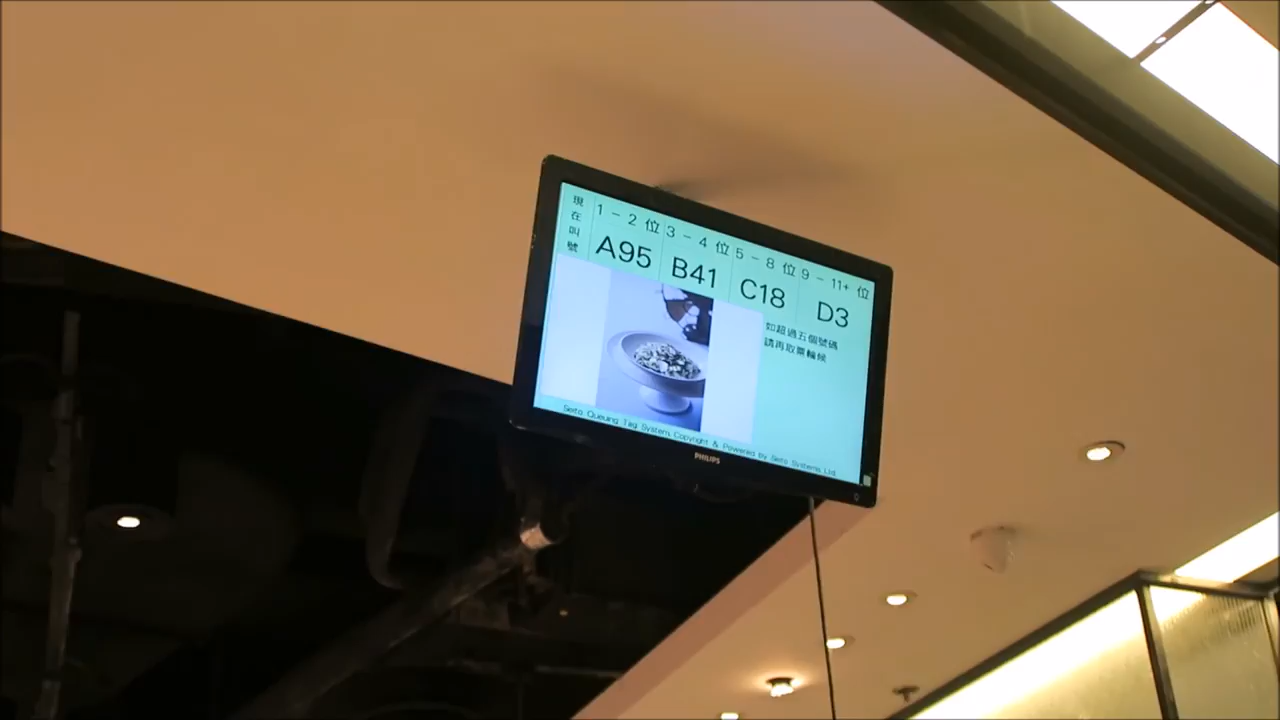 現在叫號
1 - 2 位 3 - 4 位 5 - 8 位 9 - 11+ 位
A95 B41 C18 D3
如超過五個號碼
請再取票輪候
Seito Queuing Tag System, Copyright & Powered by Seito Systems Ltd.
PHILIPS